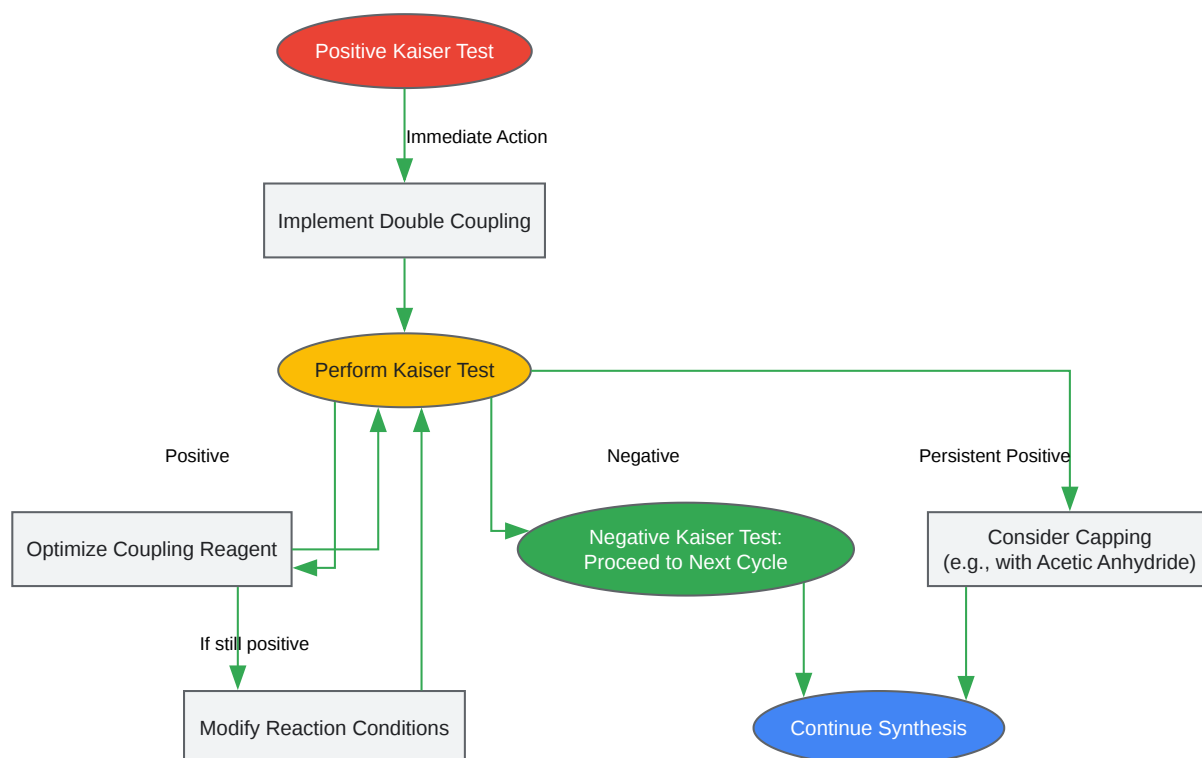 Positive Kaiser Test
Immediate Action
Implement Double Coupling
Perform Kaiser Test
Positive
Negative
Persistent Positive
Optimize Coupling Reagent
Negative Kaiser Test:
Proceed to Next Cycle
Consider Capping
(e.g., with Acetic Anhydride)
If still positive
Modify Reaction Conditions
Continue Synthesis